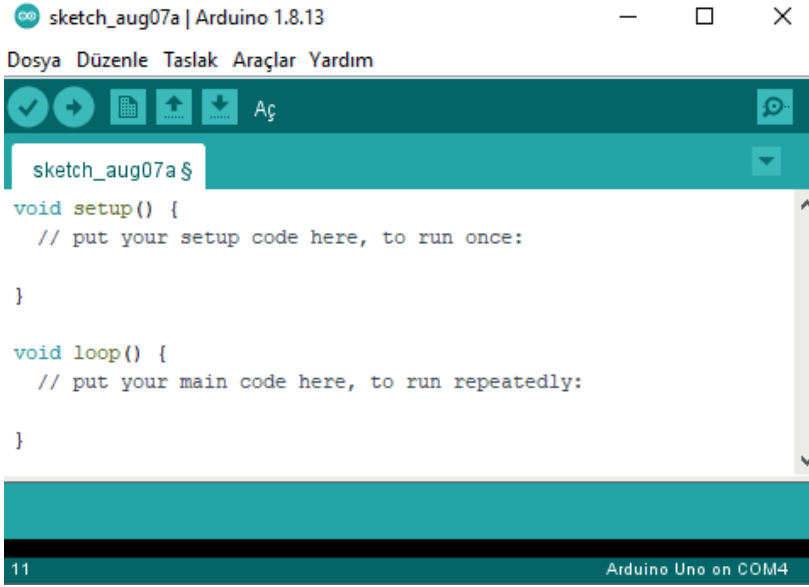 sketch_aug07a | Arduino 1.8.13
Dosya Düzenle Taslak Araçlar Yardım
Aç
sketch_aug07a §
void setup() {
  // put your setup code here, to run once:
}
void loop() {
  // put your main code here, to run repeatedly:
}
11 Arduino Uno on COM4